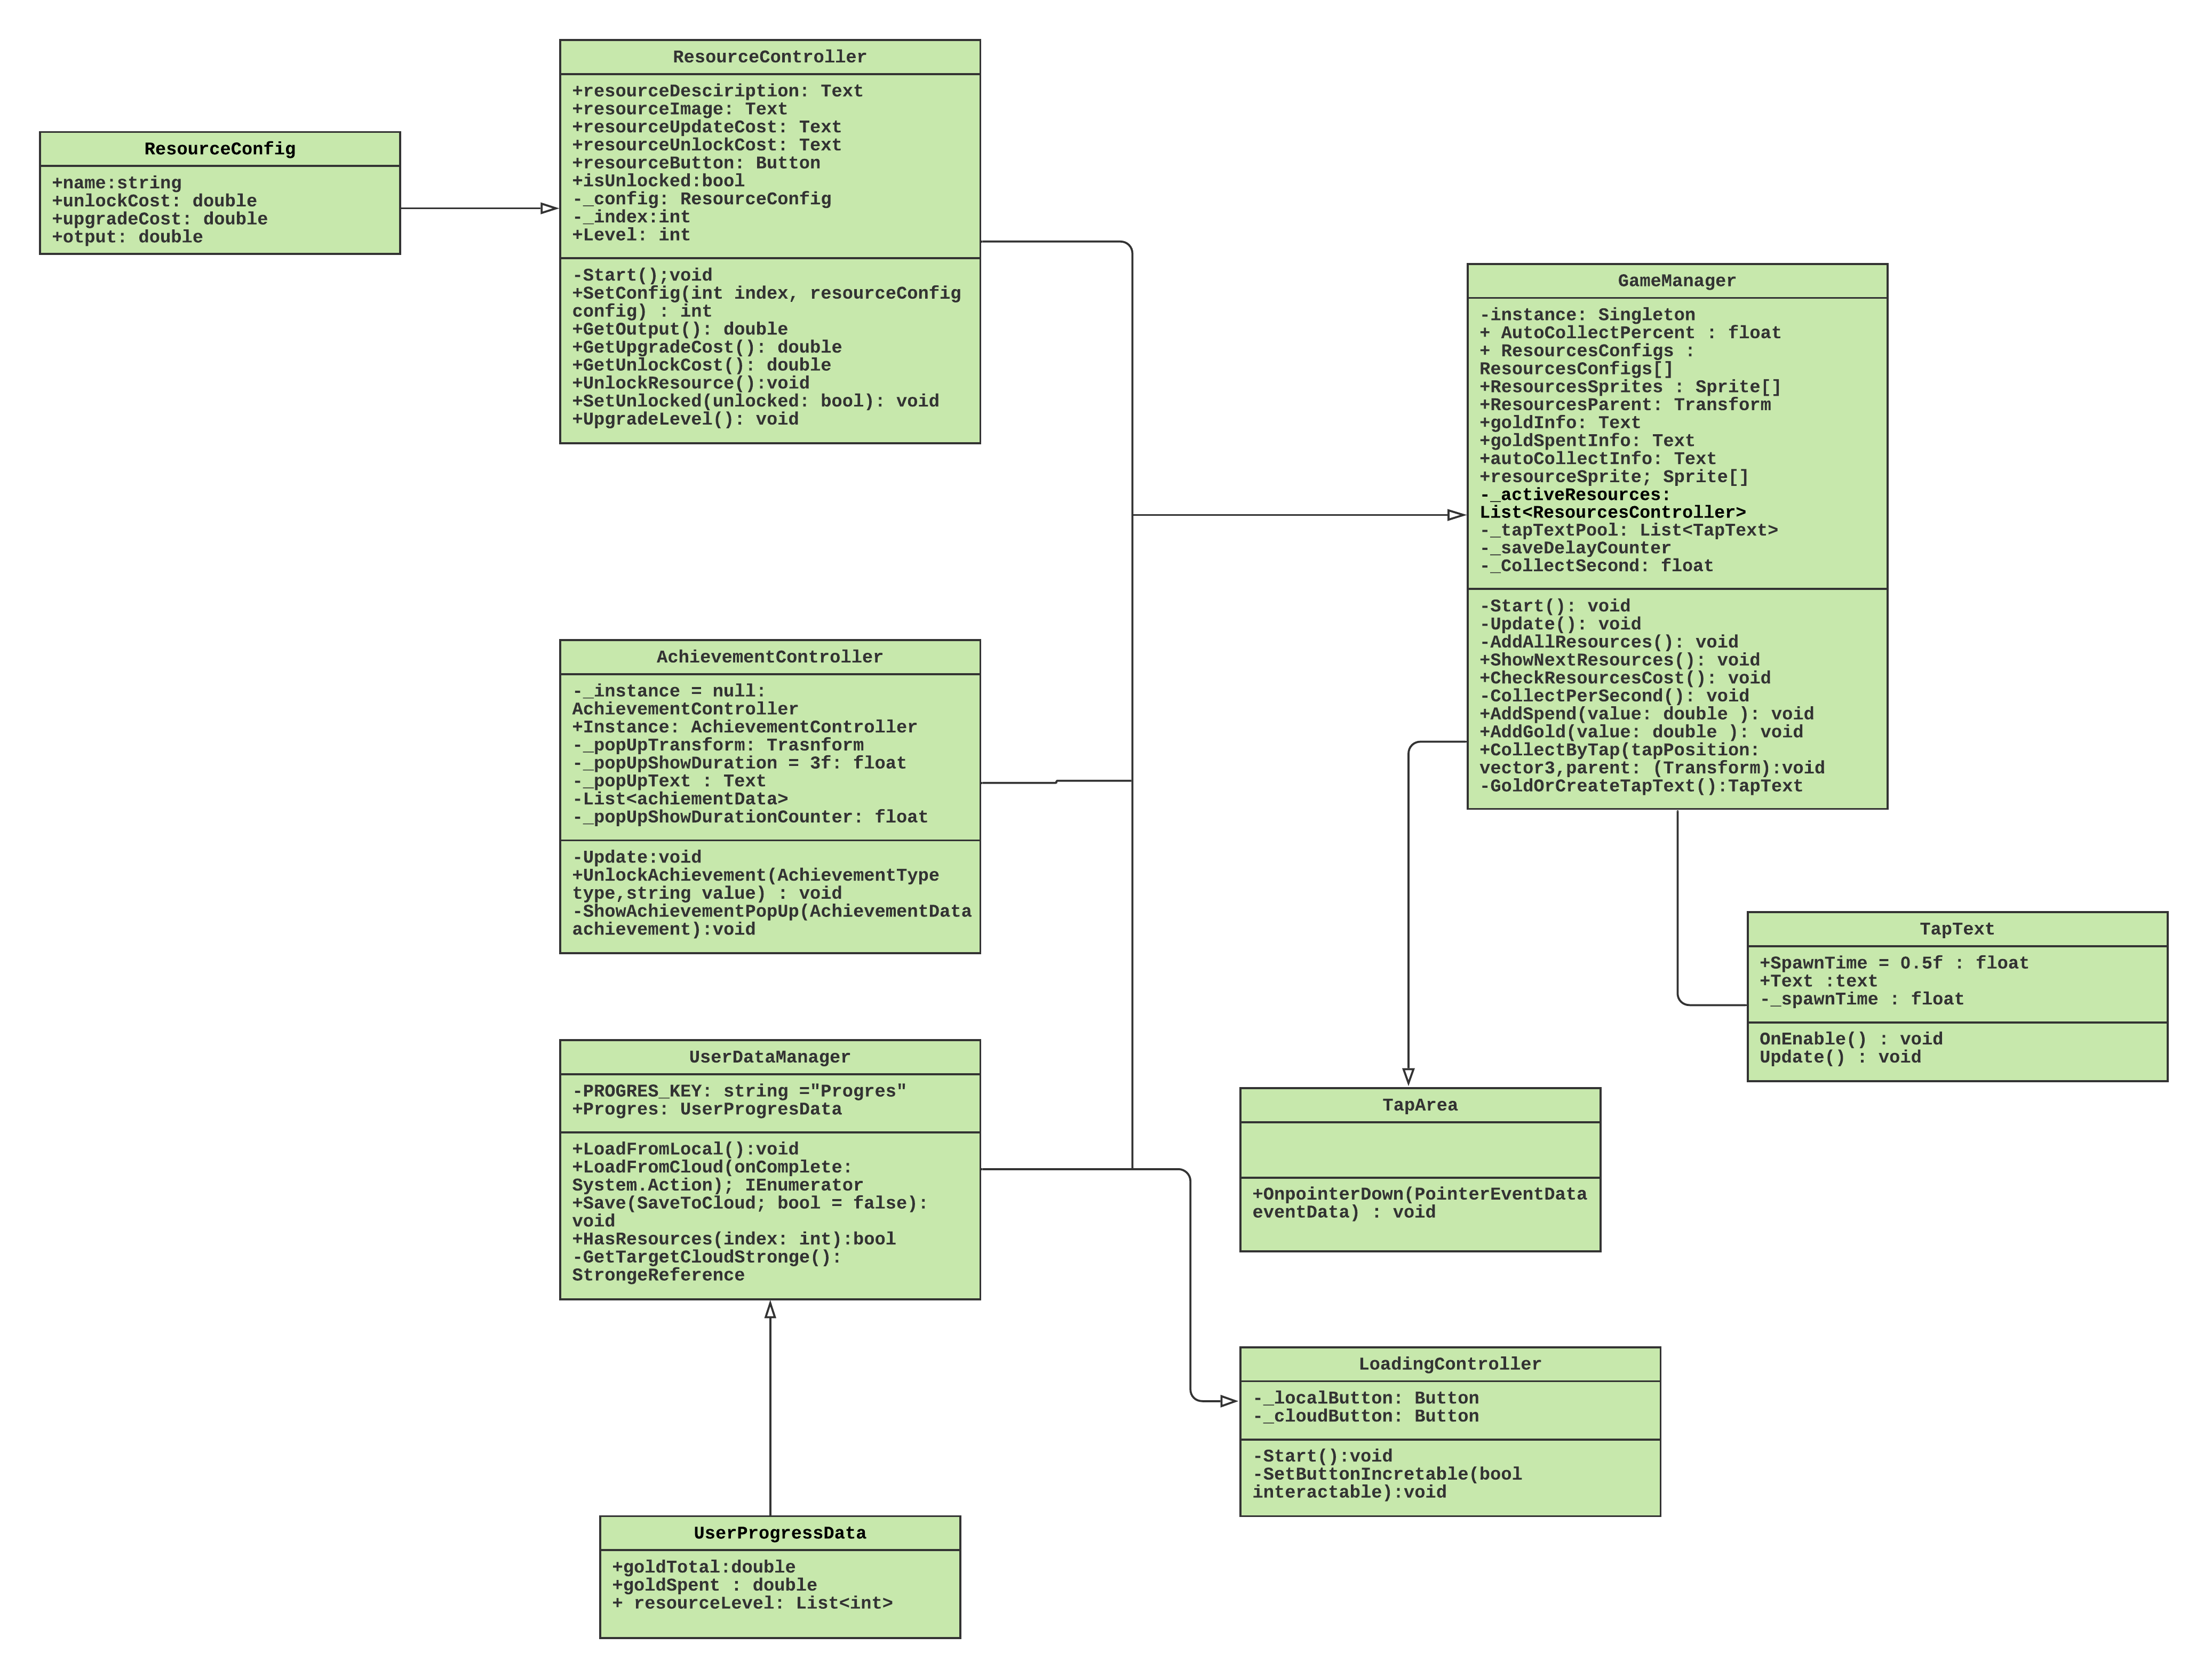 ResourceConfig
+name:string
+unlockCost: double
+upgradeCost: double
+otput: double
ResourceController
+resourceDesciription: Text
+resourceImage: Text
+resourceUpdateCost: Text
+resourceUnlockCost: Text
+resourceButton: Button
+isUnlocked:bool
-_config: ResourceConfig
-_index:int
+Level: int
-Start();void
+SetConfig(int index, resourceConfig
config) : int
+GetOutput(): double
+GetUpgradeCost(): double
+GetUnlockCost(): double
+UnlockResource():void
+SetUnlocked(unlocked: bool): void
+UpgradeLevel(): void
GameManager
-instance: Singleton
+ AutoCollectPercent : float
+ ResourcesConfigs :
ResourcesConfigs[]
+ResourcesSprites : Sprite[]
+ResourcesParent: Transform
+goldInfo: Text
+goldSpentInfo: Text
+autoCollectInfo: Text
+resourceSprite; Sprite[]
-_activeResources:
List<ResourcesController>
-_tapTextPool: List<TapText>
-_saveDelayCounter
-_CollectSecond: float
-Start(): void
-Update(): void
-AddAllResources(): void
+ShowNextResources(): void
+CheckResourcesCost(): void
-CollectPerSecond(): void
+AddSpend(value: double ): void
+AddGold(value: double ): void
+CollectByTap(tapPosition:
vector3,parent: (Transform):void
-GoldOrCreateTapText():TapText
AchievementController
-_instance = null:
AchievementController
+Instance: AchievementController
-_popUpTransform: Trasnform
-_popUpShowDuration = 3f: float
-_popUpText : Text
-List<achiementData>
-_popUpShowDurationCounter: float
-Update:void
+UnlockAchievement(AchievementType
type,string value) : void
-ShowAchievementPopUp(AchievementData
achievement):void
TapText
+SpawnTime = 0.5f : float
+Text :text
-_spawnTime : float
OnEnable() : void
Update() : void
UserDataManager
-PROGRES_KEY: string ="Progres"
+Progres: UserProgresData
+LoadFromLocal():void
+LoadFromCloud(onComplete:
System.Action); IEnumerator
+Save(SaveToCloud; bool = false):
void
+HasResources(index: int):bool
-GetTargetCloudStronge():
StrongeReference
TapArea
+OnpointerDown(PointerEventData
eventData) : void
LoadingController
-_localButton: Button
-_cloudButton: Button
-Start():void
-SetButtonIncretable(bool
interactable):void
UserProgressData
+goldTotal:double
+goldSpent : double
+ resourceLevel: List<int>